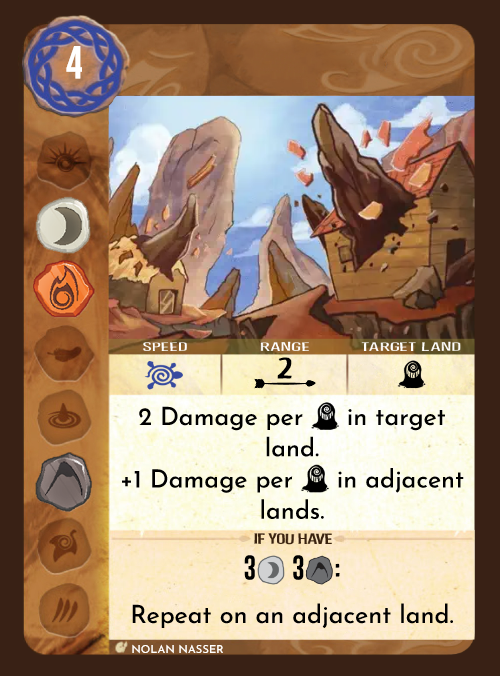 4
SPEED RANGE TARGET LAND
2
2 Damage per in target
land.
+1 Damage per in adjacent
lands.
IF YOU HAVE
3 3 :
Repeat on an adjacent land.
NOLAN NASSER